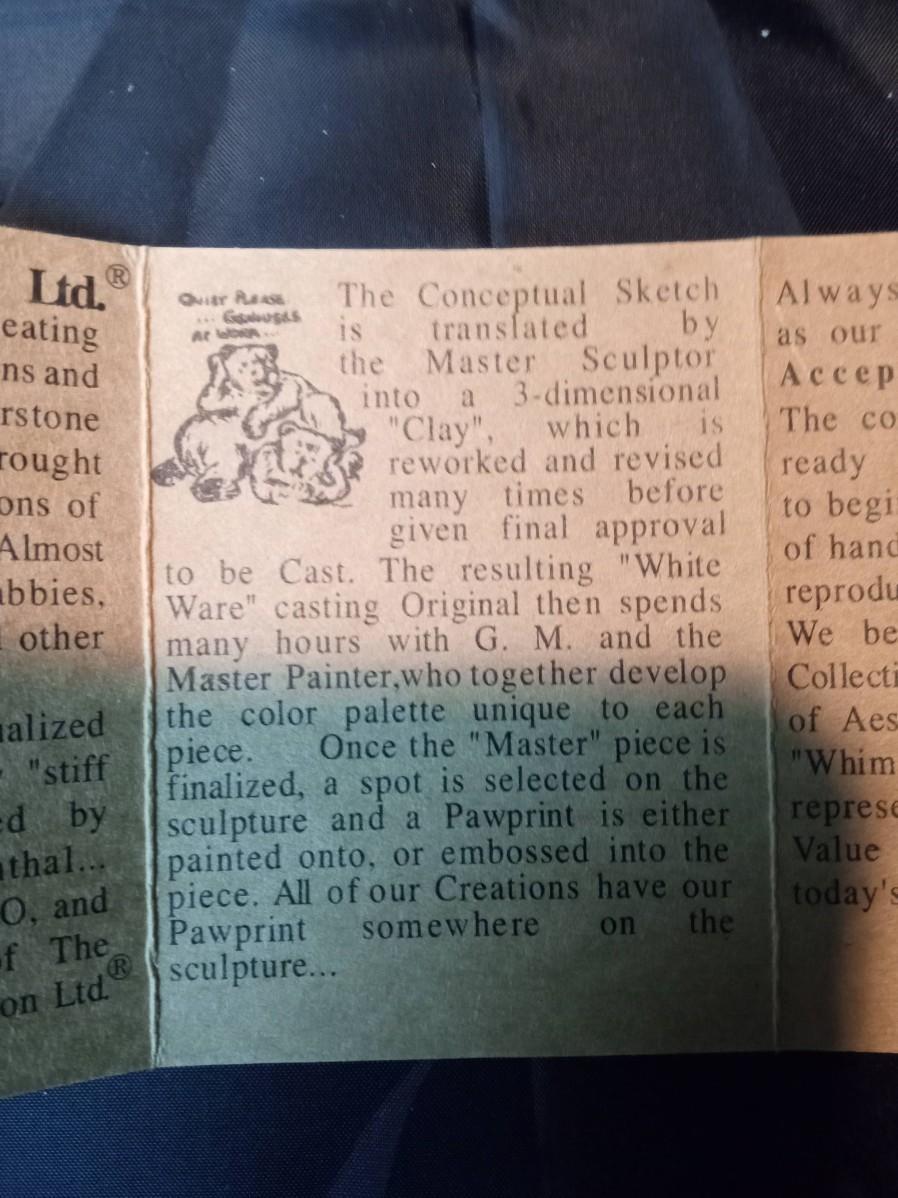 Ltd.®
eating
ns and
rstone
rought
ons of
Almost
abbies,
other
ualized
"stiff
ed by
nthal...
O, and
f The
on Ltd.®
QUIET PLEASE
... GENIUSES
AT WORK...
The Conceptual Sketch
is translated by
the Master Sculptor
into a 3-dimensional
"Clay", which is
reworked and revised
many times before
given final approval
to be Cast. The resulting "White
Ware" casting Original then spends
many hours with G. M. and the
Master Painter,who together develop
the color palette unique to each
piece. Once the "Master" piece is
finalized, a spot is selected on the
sculpture and a Pawprint is either
painted onto, or embossed into the
piece. All of our Creations have our
Pawprint somewhere on the
sculpture...
Always
as our
Accep
The co
ready
to begi
of hand
reprodu
We be
Collecti
of Aes
"Whim
represe
Value
today's